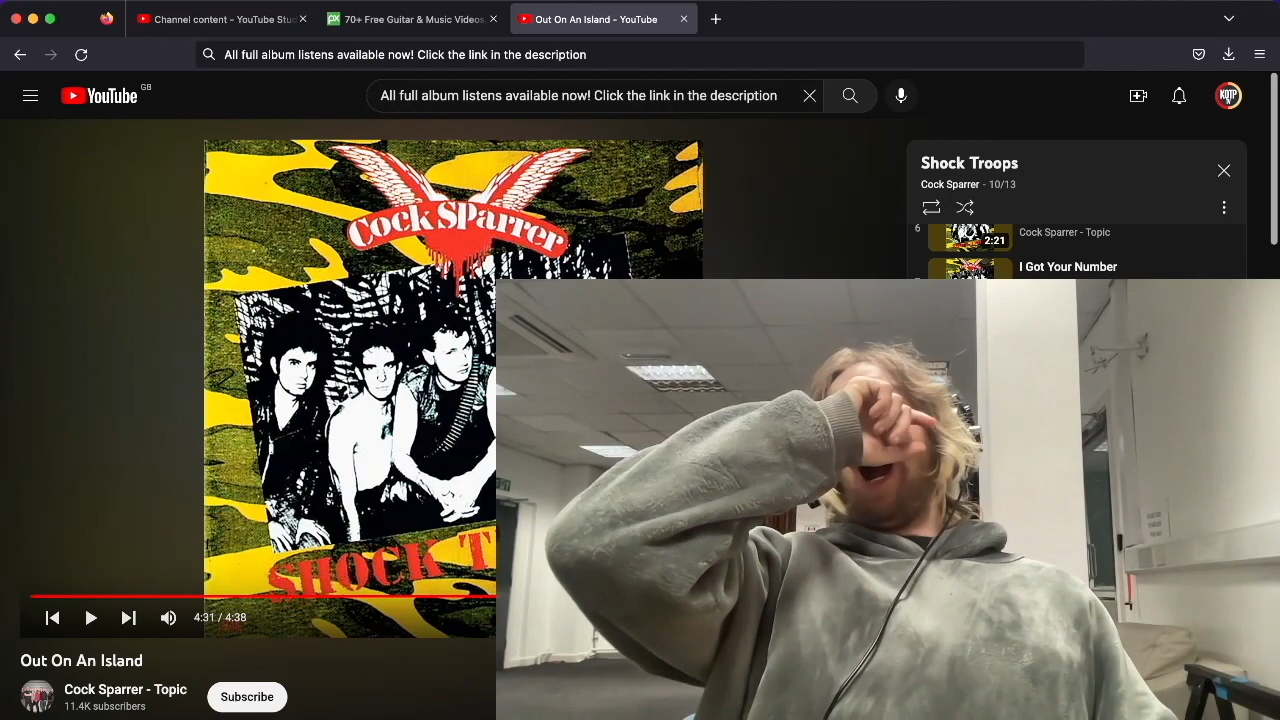 Channel content - YouTube Stud
70+ Free Guitar & Music Videos,
Out On An Island - YouTube
All full album listens available now! Click the link in the description
YouTube GB
All full album listens available now! Click the link in the description
KOTP
Cock Sparrer
SHOCK T
Shock Troops
Cock Sparrer - 10/13
6
2:21
Cock Sparrer - Topic
I Got Your Number
4:31 / 4:38
Out On An Island
Cock Sparrer - Topic
11.4K subscribers
Subscribe